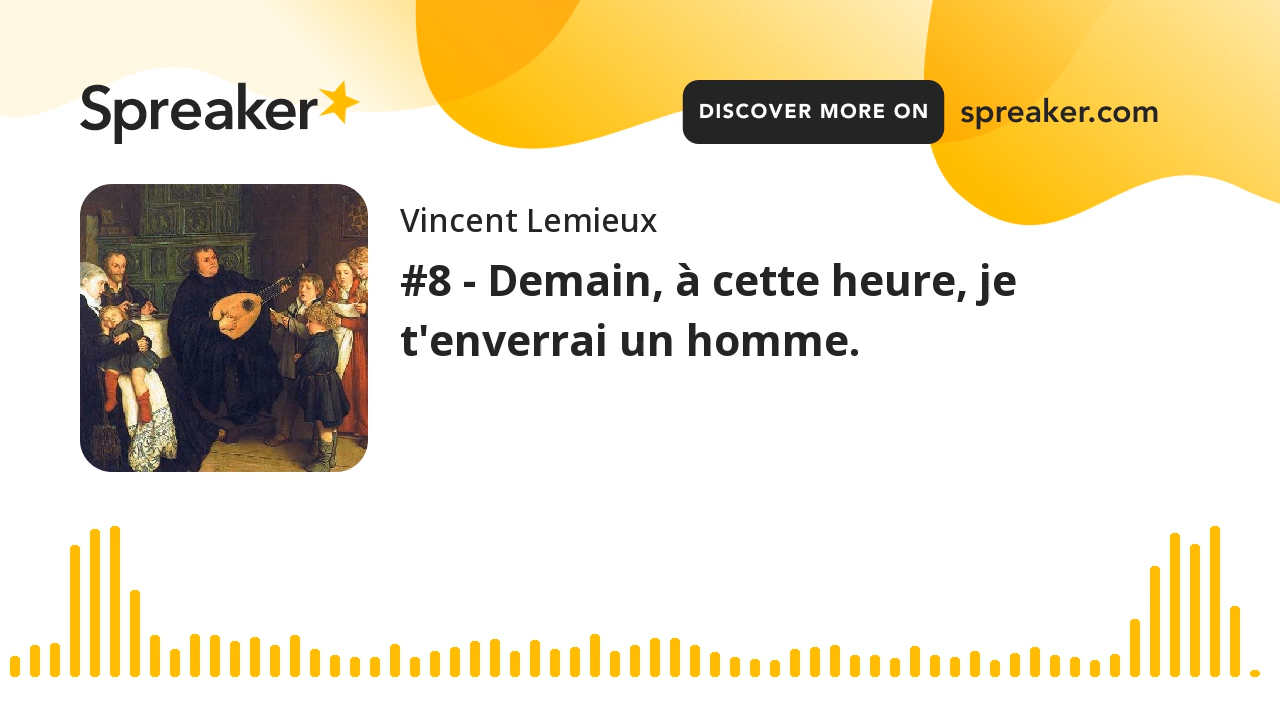 Spreaker
DISCOVER MORE ON
spreaker.com
Vincent Lemieux
#8 - Demain, à cette heure, je
t'enverrai un homme.